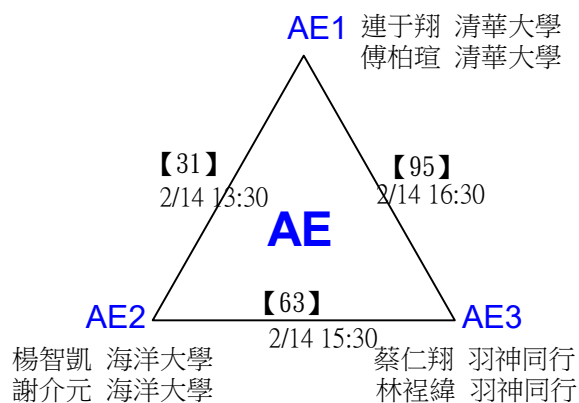 AE1 連于翔 清華大學
傅柏瑄 清華大學
【31】
2/14 13:30
【95】
2/14 16:30
AE
【63】
2/14 15:30
AE2
AE3
楊智凱 海洋大學
謝介元 海洋大學
蔡仁翔 羽神同行
林裎緯 羽神同行